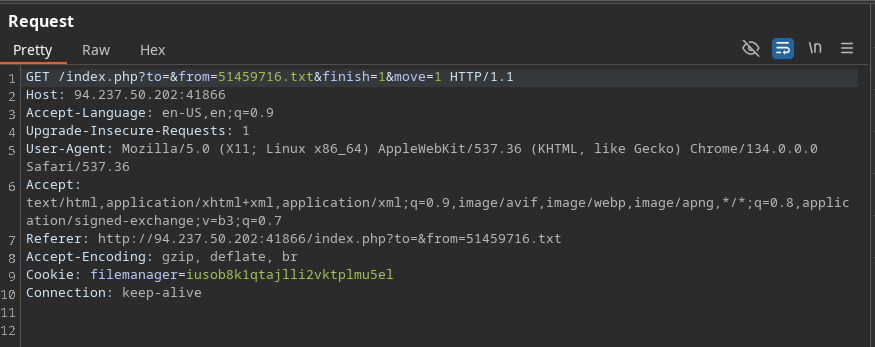 Request
Pretty Raw Hex \n
1 GET /index.php?to=&from=51459716.txt&finish=1&move=1 HTTP/1.1
2 Host: 94.237.50.202:41866
3 Accept-Language: en-US,en;q=0.9
4 Upgrade-Insecure-Requests: 1
5 User-Agent: Mozilla/5.0 (X11; Linux x86_64) AppleWebKit/537.36 (KHTML, like Gecko) Chrome/134.0.0.0
Safari/537.36
6 Accept:
text/html,application/xhtml+xml,application/xml;q=0.9,image/avif,image/webp,image/apng,*/*;q=0.8,applic
ation/signed-exchange;v=b3;q=0.7
7 Referer: http://94.237.50.202:41866/index.php?to=&from=51459716.txt
8 Accept-Encoding: gzip, deflate, br
9 Cookie: filemanager=iusob8k1qtajlli2vktplmu5el
10 Connection: keep-alive
11
12